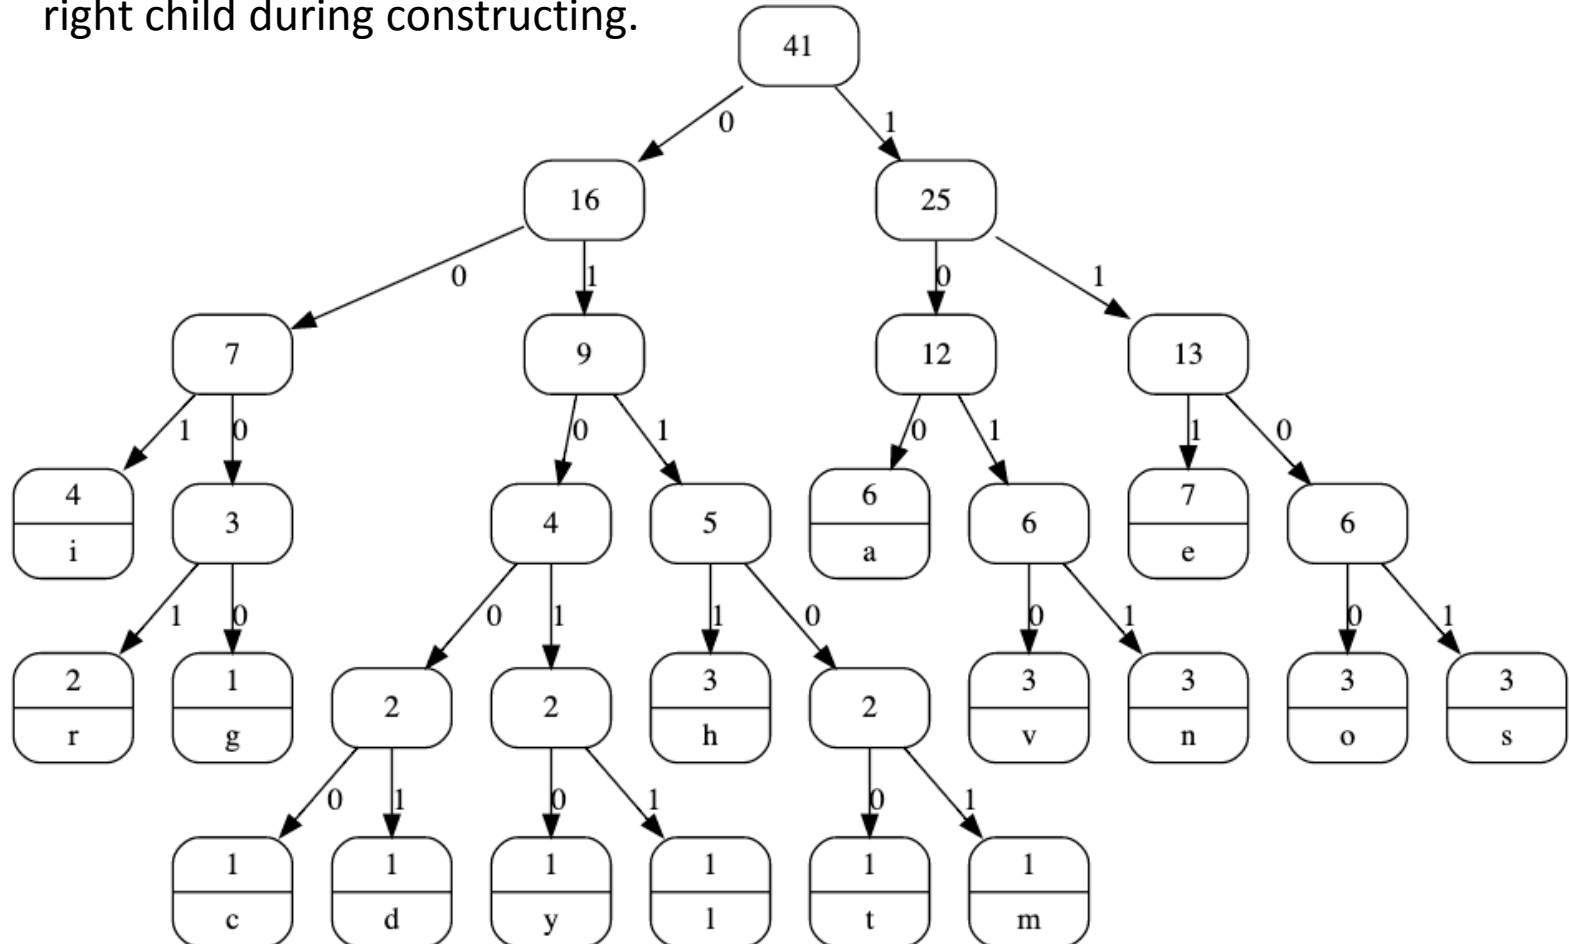 right child during constructing.
41
0 1
16 25
0 1 0 1
7 9 12 13
1 0 0 1 0 1 1 0
4 3 4 5 6 6 7 6
i a e
1 0 0 1 1 0 0 1 0 1
2 1 2 2 3 2 3 3 3 3
r g h v n o s
0 1 0 1 0 1
1 1 1 1 1 1
c d y l t m